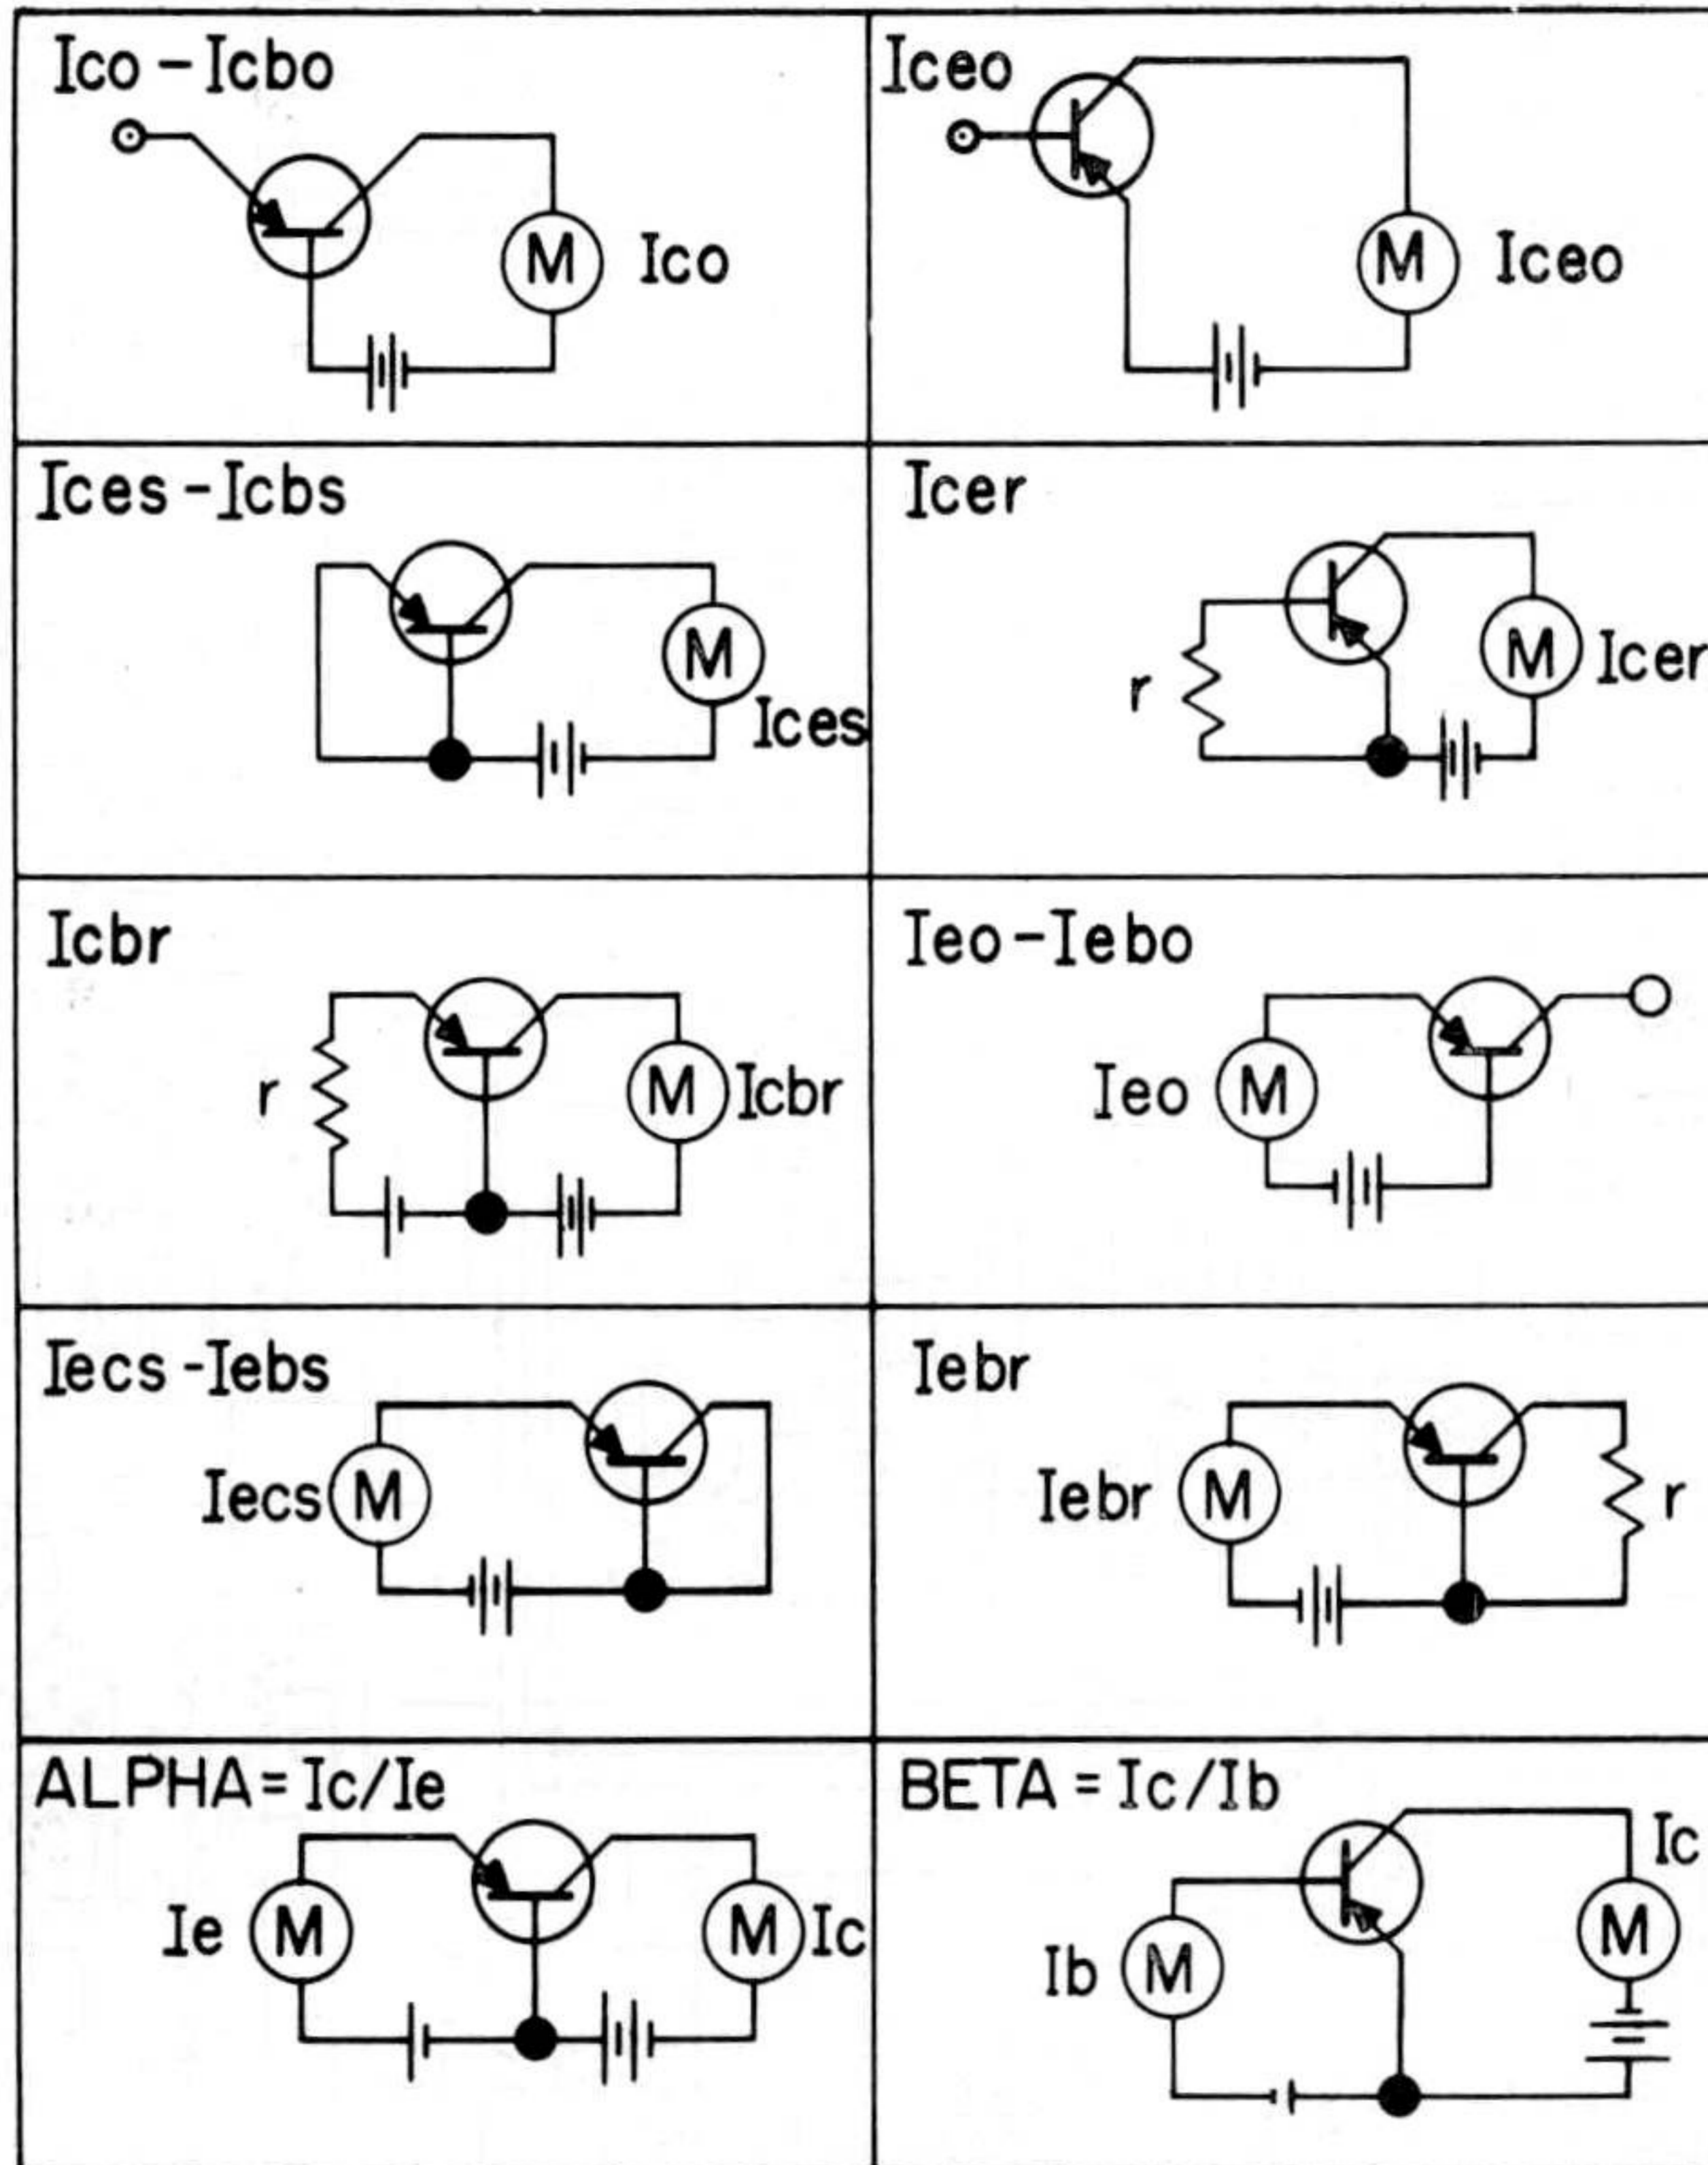 Ico - Icbo
M Ico
Iceo
M Iceo
Ices - Icbs
M
Ices
Icer
r
M Icer
Icbr
r
M Icbr
Ieo - Iebo
Ieo M
Iecs - Iebs
Iecs M
Iebr
Iebr M
r
ALPHA = Ic/Ie
Ie M
M Ic
BETA = Ic/Ib
Ic
M
Ib M